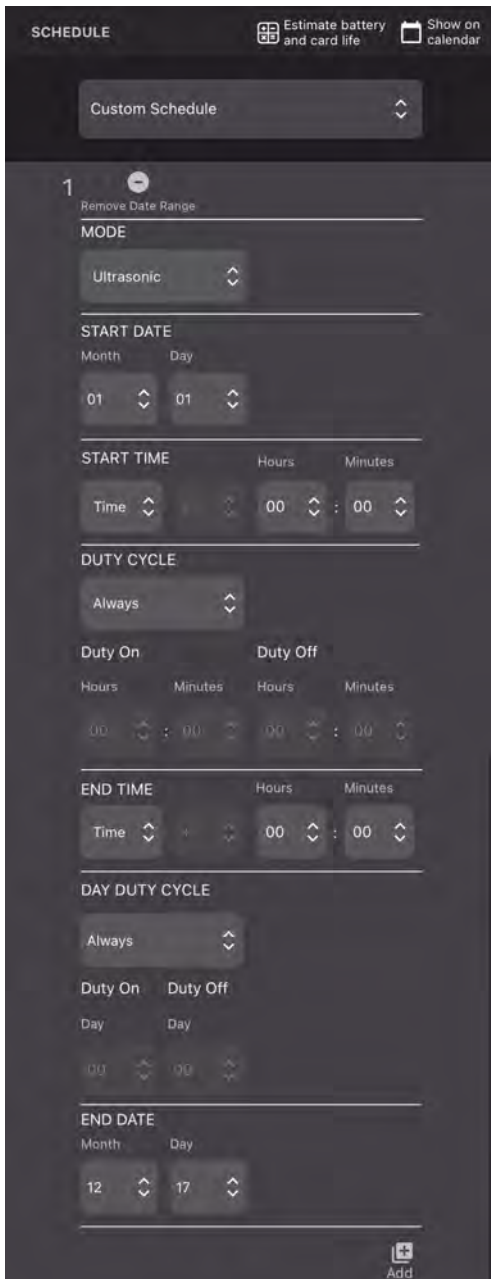 SCHEDULE
Estimate battery
and card life
Show on
calendar
Custom Schedule
1
Remove Date Range
MODE
Ultrasonic
START DATE
Month Day
01 01
START TIME Hours Minutes
Time + 00 : 00
DUTY CYCLE
Always
Duty On Duty Off
Hours Minutes Hours Minutes
00 : 00 00 : 00
END TIME Hours Minutes
Time + 00 : 00
DAY DUTY CYCLE
Always
Duty On Duty Off
Day Day
00 00
END DATE
Month Day
12 17
Add